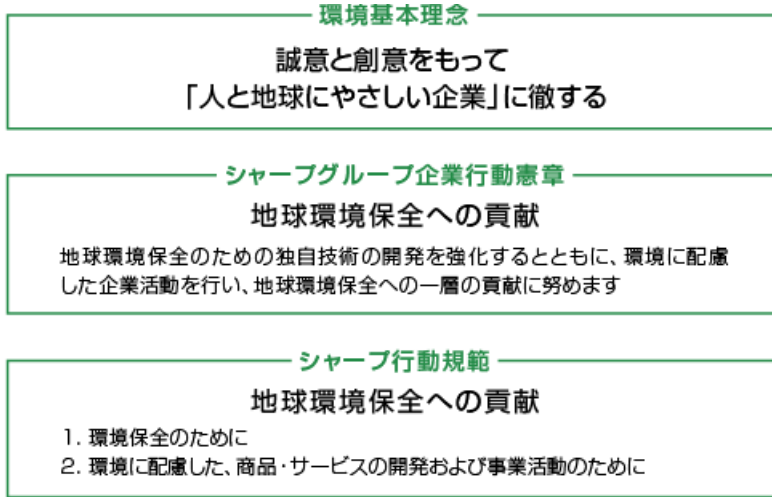 環境基本理念
誠意と創意をもって
「人と地球にやさしい企業」に徹する
シャープグループ企業行動憲章
地球環境保全への貢献
地球環境保全のための独自技術の開発を強化するとともに、環境に配慮
した企業活動を行い、地球環境保全への一層の貢献に努めます
シャープ行動規範
地球環境保全への貢献
1. 環境保全のために
2. 環境に配慮した、商品・サービスの開発および事業活動のために